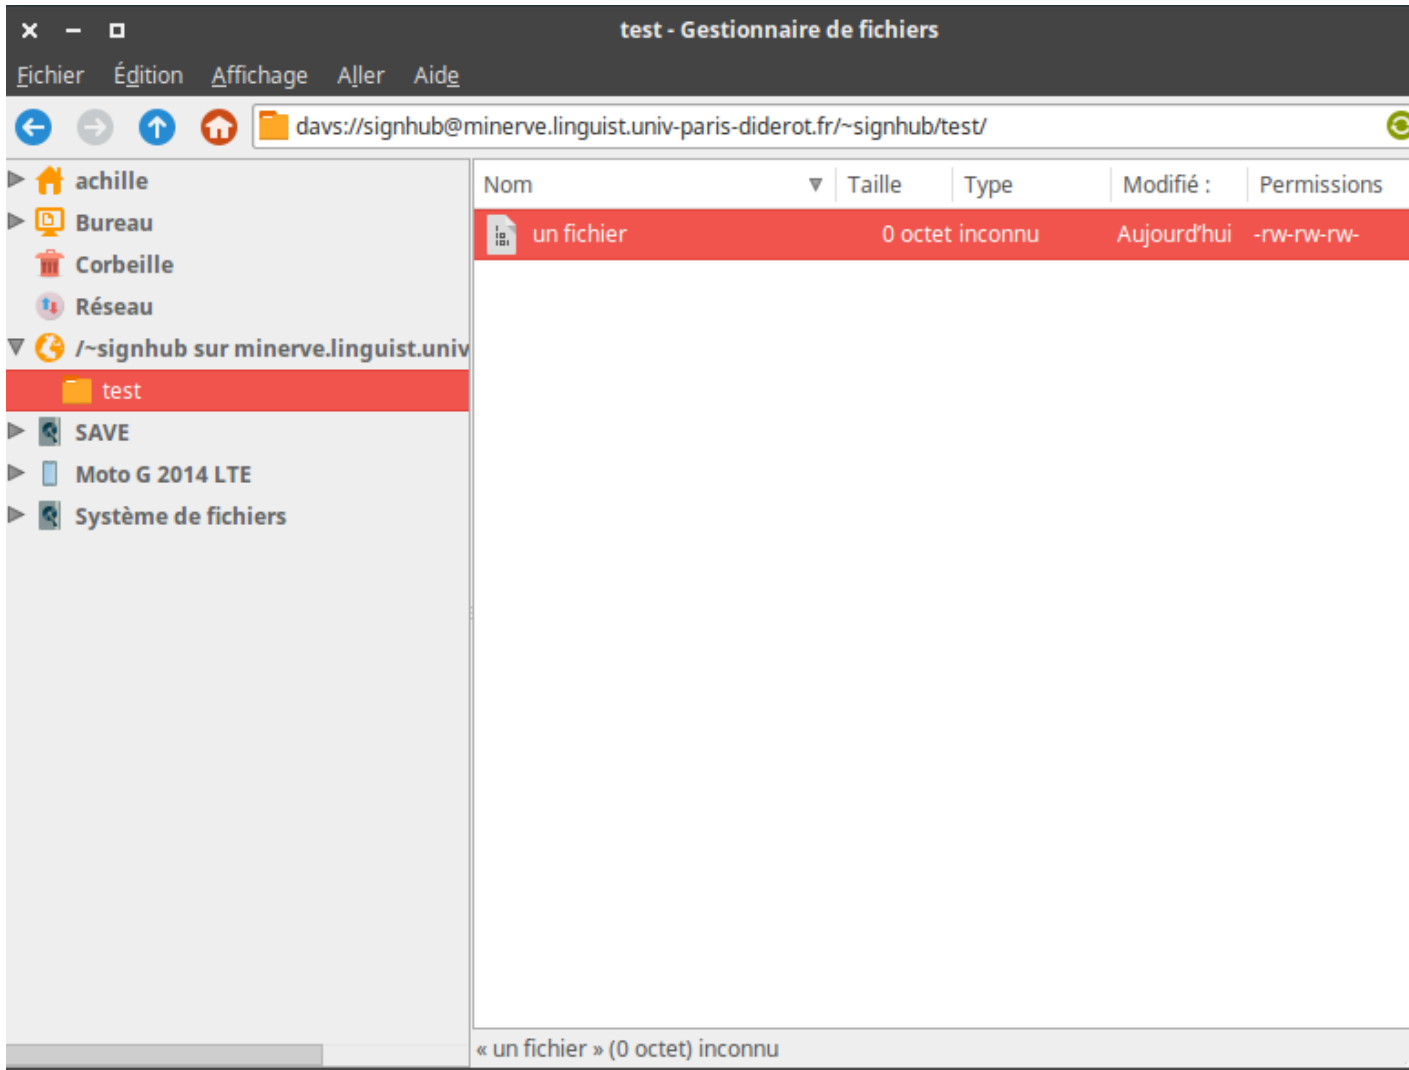 test - Gestionnaire de fichiers
Fichier Édition Affichage Aller Aide
davs://signhub@minerve.linguist.univ-paris-diderot.fr/~signhub/test/
achille
Bureau
Corbeille
Réseau
/~signhub sur minerve.linguist.univ
test
SAVE
Moto G 2014 LTE
Système de fichiers
Nom Taille Type Modifié : Permissions
un fichier 0 octet inconnu Aujourd'hui -rw-rw-rw-
« un fichier » (0 octet) inconnu